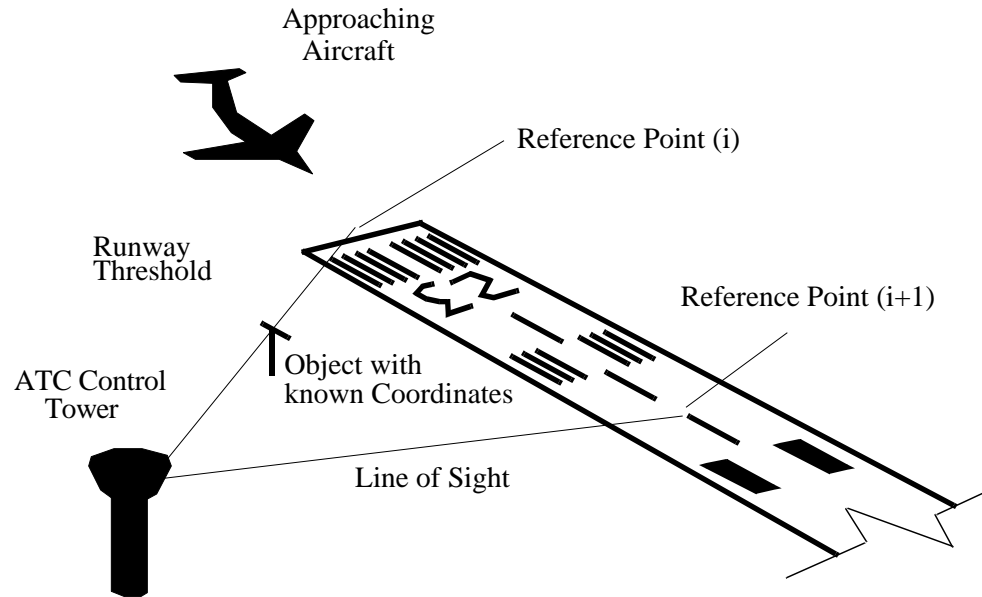 Approaching
Aircraft
Reference Point (i)
Runway
Threshold
Reference Point (i+1)
Object with
known Coordinates
ATC Control
Tower
Line of Sight